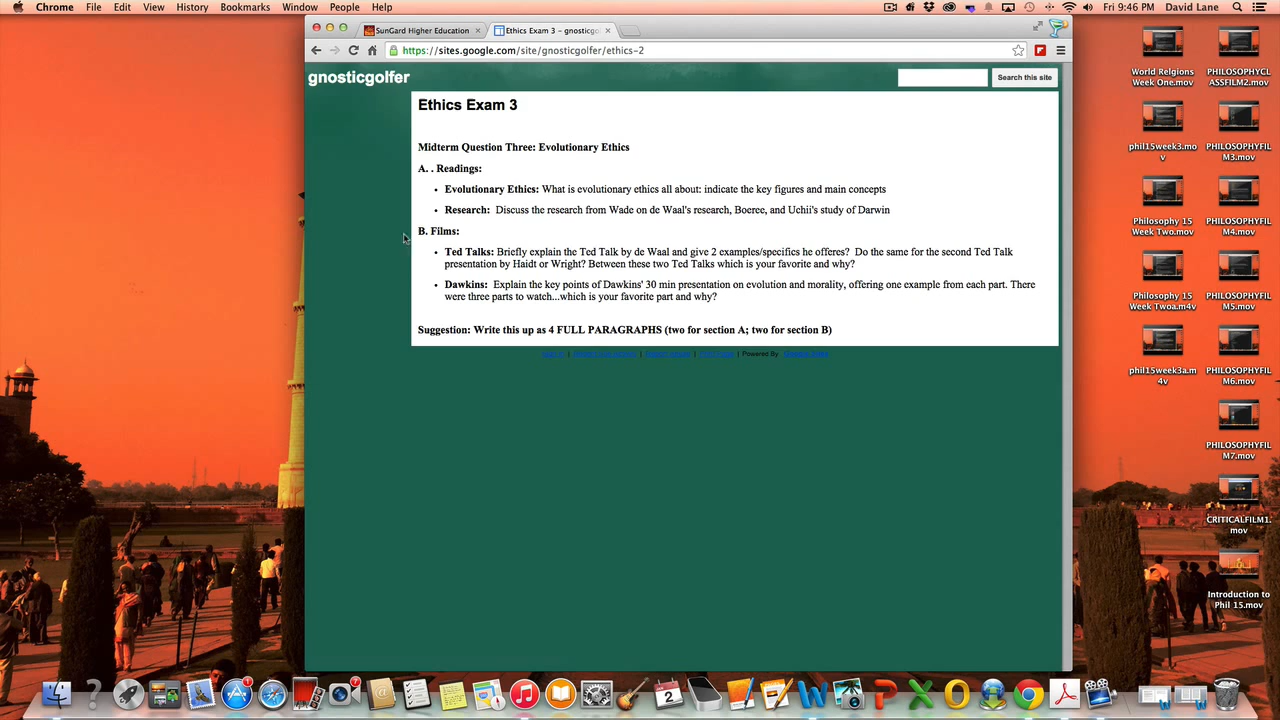 Chrome File Edit View History Bookmarks Window People Help
Fri 9:46 PM David Lane
SunGard Higher Education
Ethics Exam 3 - gnosticgol
https://sites.google.com/site/gnosticgolfer/ethics-2
gnosticgolfer
Search this site
Ethics Exam 3
Midterm Question Three: Evolutionary Ethics
A. . Readings:
• Evolutionary Ethics: What is evolutionary ethics all about: indicate the key figures and main concepts
• Research: Discuss the research from Wade on de Waal's research, Boeree, and Uchii's study of Darwin
B. Films:
• Ted Talks: Briefly explain the Ted Talk by de Waal and give 2 examples/specifics he offeres? Do the same for the second Ted Talk
presentation by Haidt or Wright? Between these two Ted Talks which is your favorite and why?
• Dawkins: Explain the key points of Dawkins' 30 min presentation on evolution and morality, offering one example from each part. There
were three parts to watch...which is your favorite part and why?
Suggestion: Write this up as 4 FULL PARAGRAPHS (two for section A; two for section B)
| | | | Powered By
World Relgions
Week One.mov
PHILOSOPHYCL
ASSFILM2.mov
phil15week3.mo
v
PHILOSOPHYFIL
M3.mov
Philosophy 15
Week Two.mov
PHILOSOPHYFIL
M4.mov
Philosophy 15
Week Twoa.m4v
PHILOSOPHYFIL
M5.mov
phil15week3a.m
4v
PHILOSOPHYFIL
M6.mov
PHILOSOPHYFIL
M7.mov
CRITICALFILM1.
mov
Introduction to
Phil 15.mov
1
2